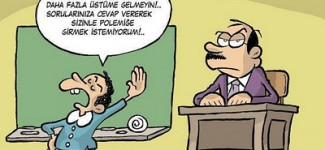 DAHA FAZLA ÜSTÜME GELMEYİN!..
SORULARINIZA CEVAP VEREREK
SİZİNLE POLEMİĞE
GİRMEK İSTEMİYORUM!..